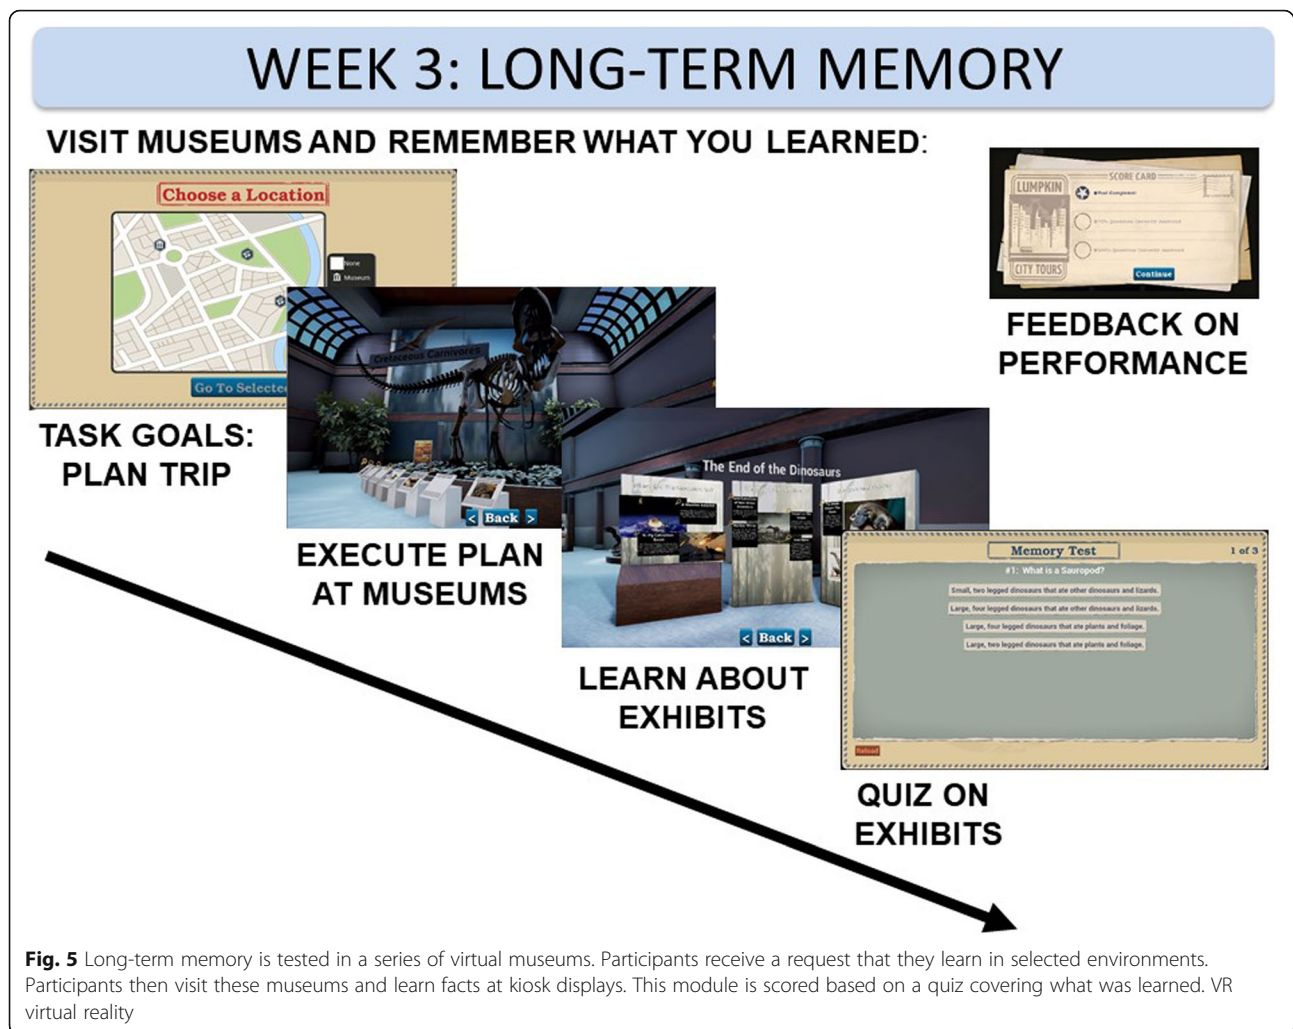 WEEK 3: LONG-TERM MEMORY
VISIT MUSEUMS AND REMEMBER WHAT YOU LEARNED:
Choose a Location
None
Museum
Go To Selected
TASK GOALS:
PLAN TRIP
Cretaceous Carnivores
< Back >
EXECUTE PLAN
AT MUSEUMS
The End of the Dinosaurs
< Back >
LEARN ABOUT
EXHIBITS
Memory Test
1 of 3
#1: What is a Sauropod?
Small, two legged dinosaurs that ate other dinosaurs and lizards.
Large, four legged dinosaurs that ate other dinosaurs and lizards.
Large, four legged dinosaurs that ate plants and foliage.
Large, two legged dinosaurs that ate plants and foliage.
Reload
QUIZ ON
EXHIBITS
SCORE CARD
LUMPKIN
CITY TOURS
Continue
FEEDBACK ON
PERFORMANCE
Fig. 5 Long-term memory is tested in a series of virtual museums. Participants receive a request that they learn in selected environments.
Participants then visit these museums and learn facts at kiosk displays. This module is scored based on a quiz covering what was learned. VR
virtual reality